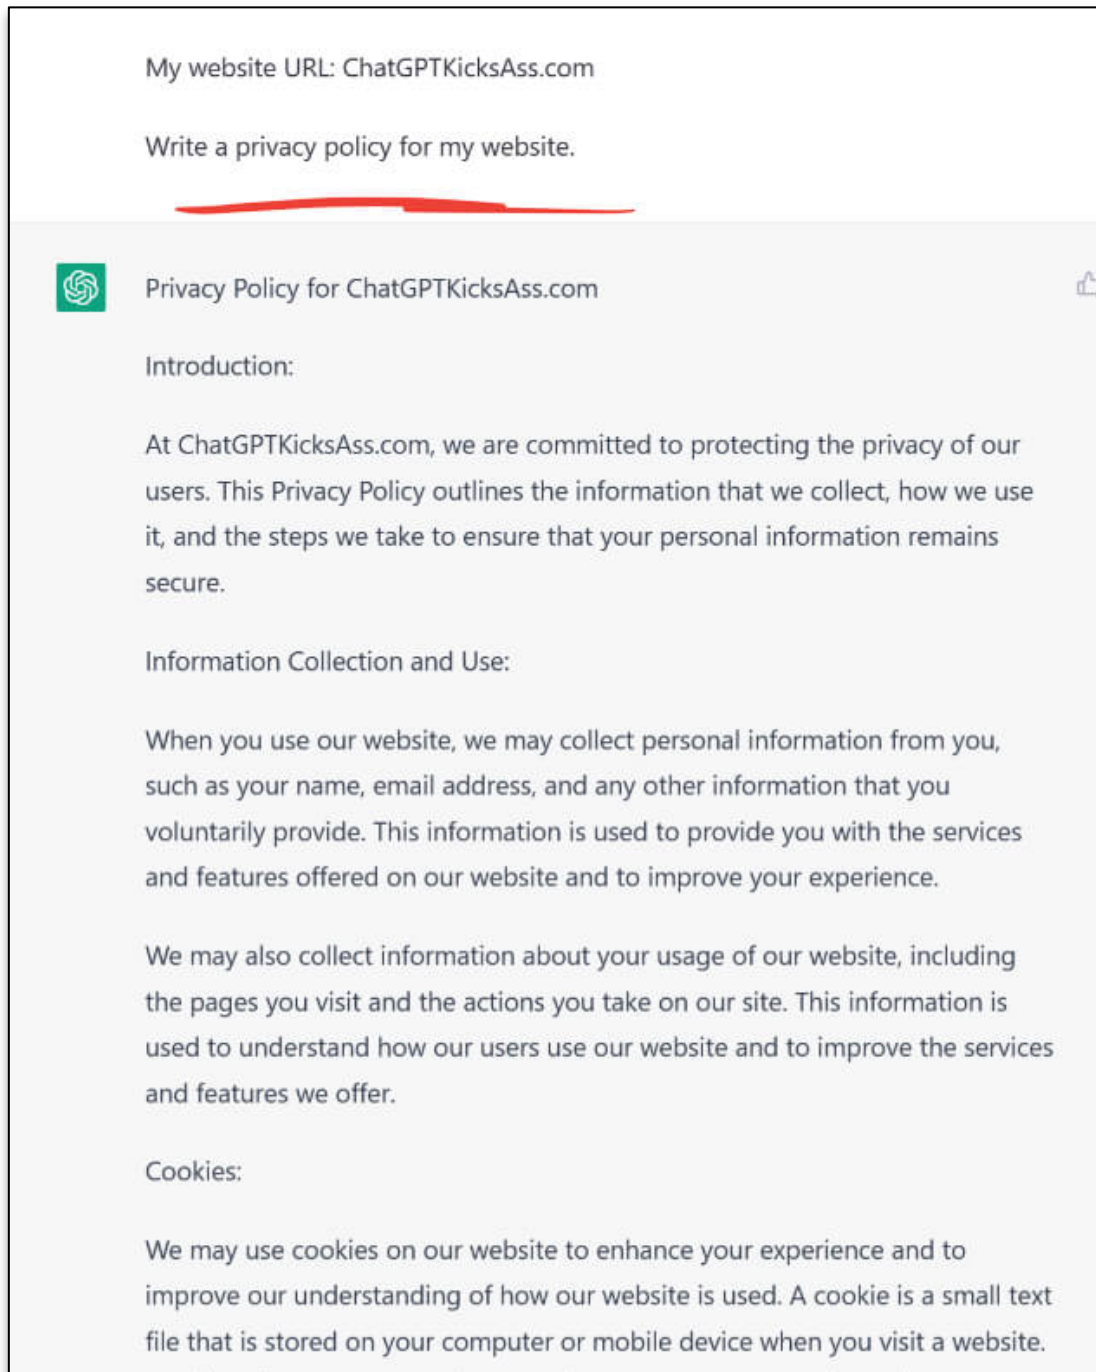 My website URL: ChatGPTKicksAss.com
Write a privacy policy for my website.
Privacy Policy for ChatGPTKicksAss.com
Introduction:
At ChatGPTKicksAss.com, we are committed to protecting the privacy of our
users. This Privacy Policy outlines the information that we collect, how we use
it, and the steps we take to ensure that your personal information remains
secure.
Information Collection and Use:
When you use our website, we may collect personal information from you,
such as your name, email address, and any other information that you
voluntarily provide. This information is used to provide you with the services
and features offered on our website and to improve your experience.
We may also collect information about your usage of our website, including
the pages you visit and the actions you take on our site. This information is
used to understand how our users use our website and to improve the services
and features we offer.
Cookies:
We may use cookies on our website to enhance your experience and to
improve our understanding of how our website is used. A cookie is a small text
file that is stored on your computer or mobile device when you visit a website.